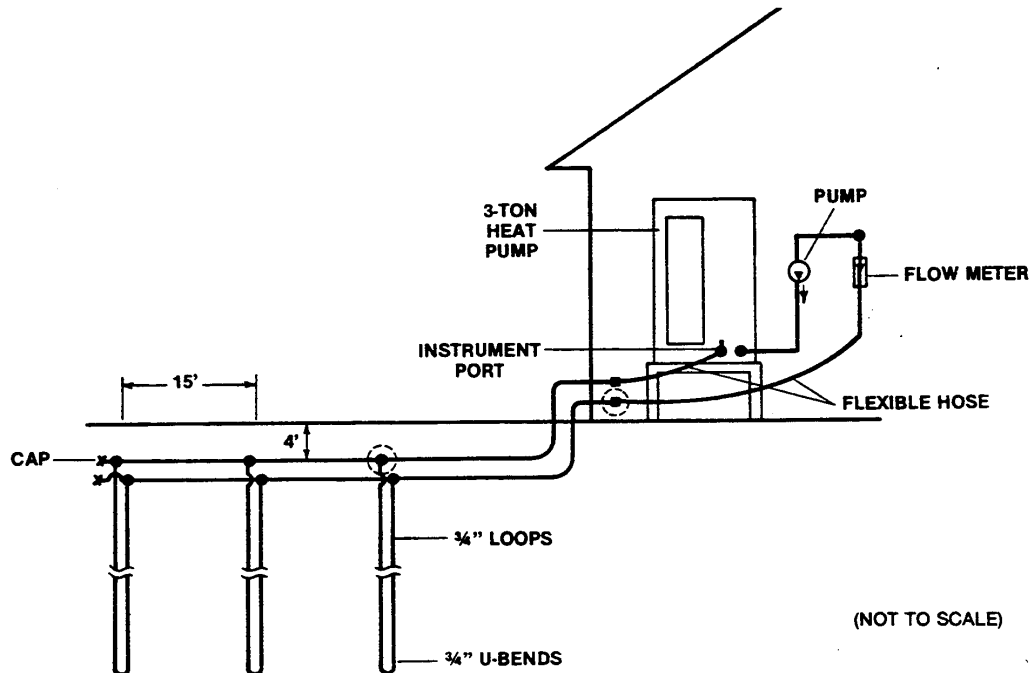 PUMP
3-TON
HEAT
PUMP
FLOW METER
INSTRUMENT
PORT
15'
FLEXIBLE HOSE
4'
CAP
¾" LOOPS
(NOT TO SCALE)
¾" U-BENDS